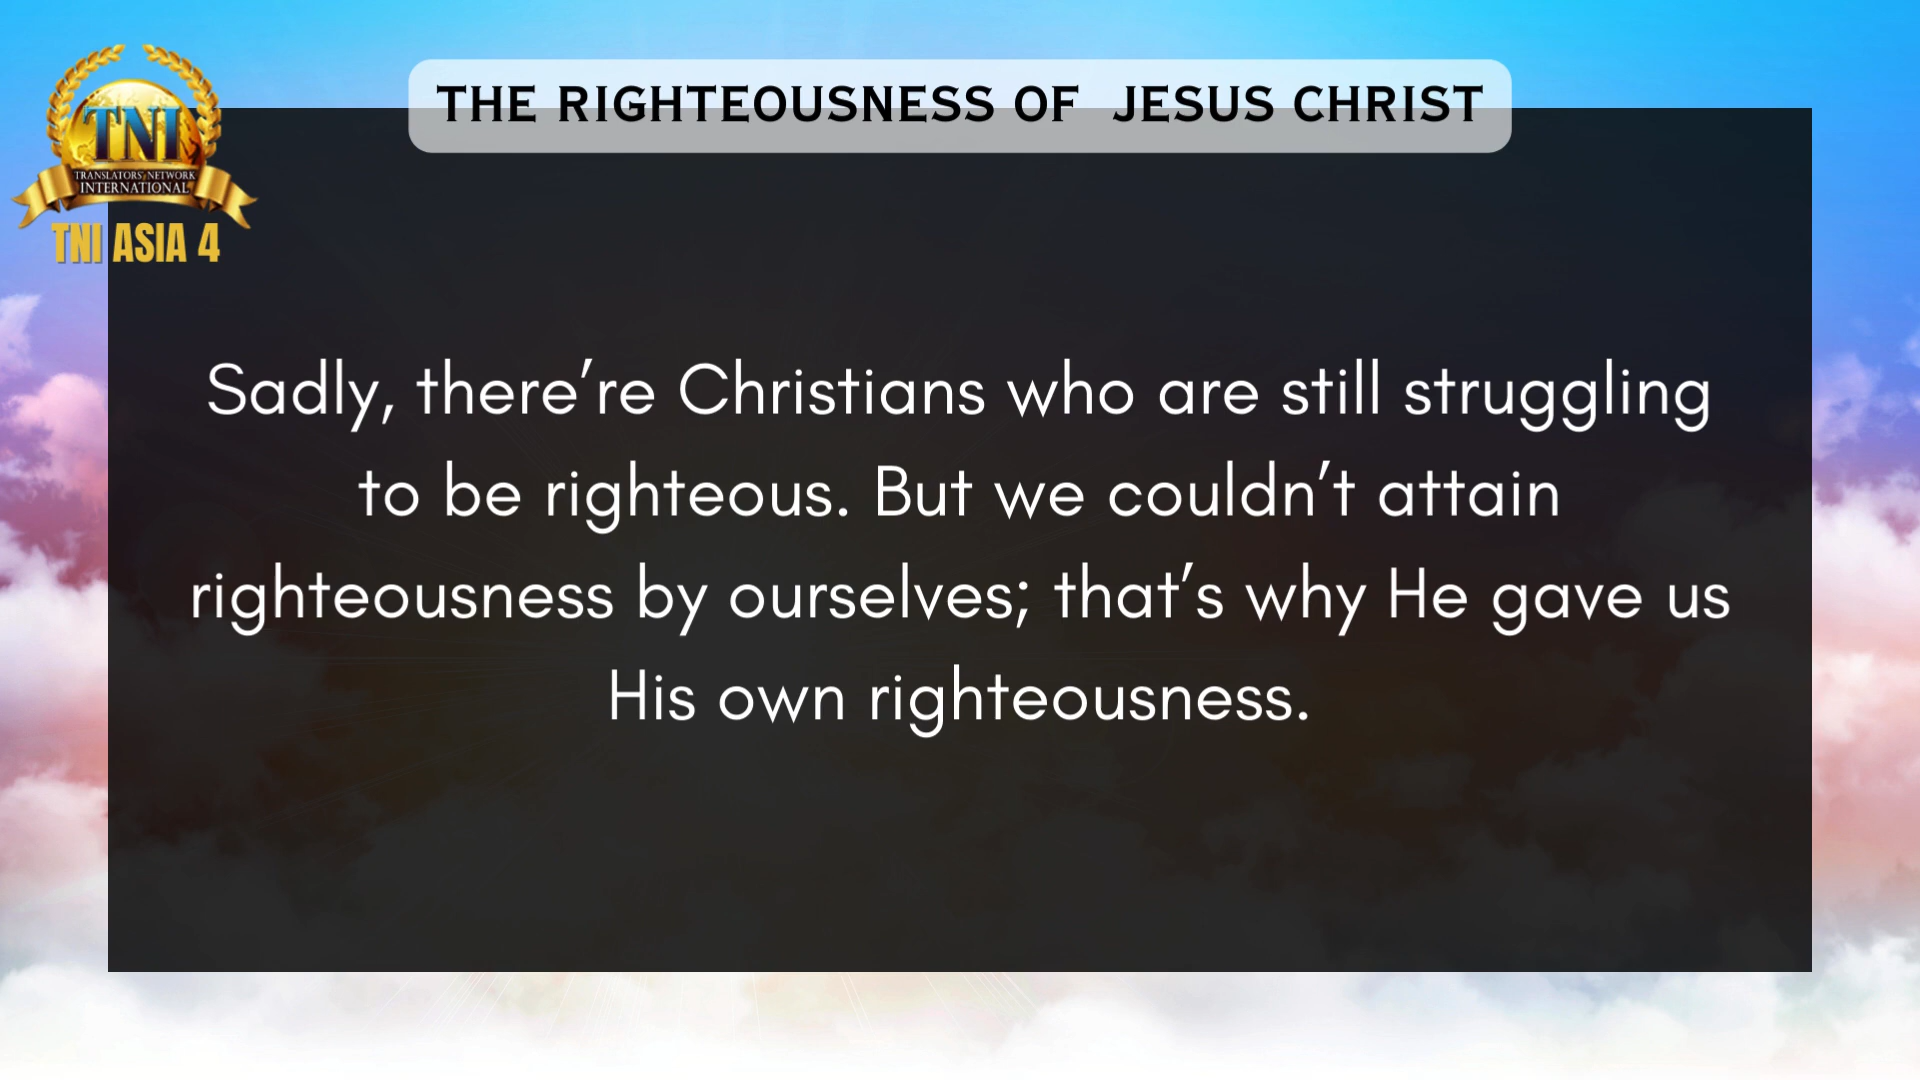 TNI
TRANSLATORS' NETWORK
INTERNATIONAL
TNI ASIA 4
THE RIGHTEOUSNESS OF JESUS CHRIST
Sadly, there’re Christians who are still struggling
to be righteous. But we couldn’t attain
righteousness by ourselves; that’s why He gave us
His own righteousness.